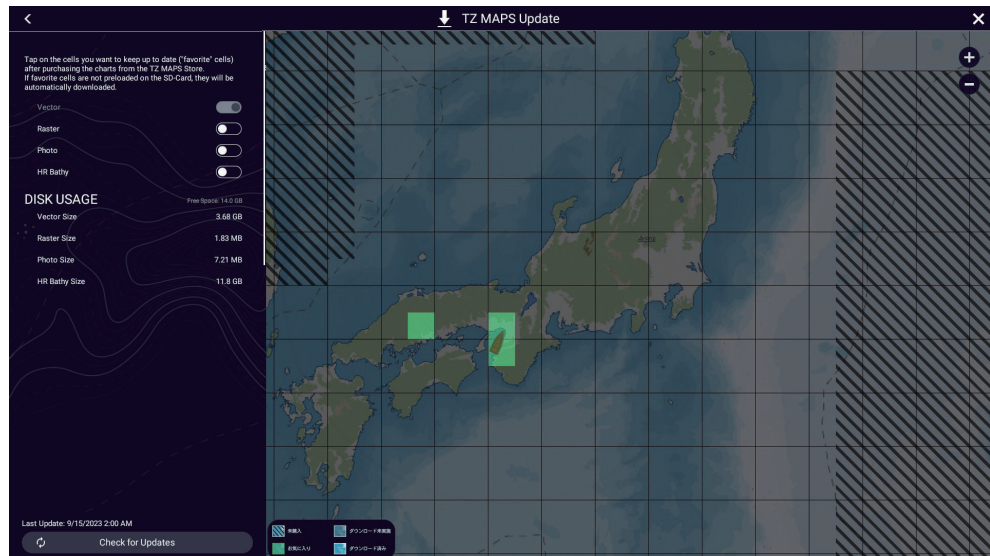 TZ MAPS Update
Tap on the cells you want to keep up to date ("favorite" cells)
after purchasing the charts from the TZ MAPS Store.
If favorite cells are not preloaded on the SD-Card, they will be
automatically downloaded.
Vector
Raster
Photo
HR Bathy
DISK USAGE Free Space: 14.0 GB
Vector Size 3.68 GB
Raster Size 1.83 MB
Photo Size 7.21 MB
HR Bathy Size 11.8 GB
Last Update: 9/15/2023 2:00 AM
Check for Updates
未購入 ダウンロード未実施
お気に入り ダウンロード済み